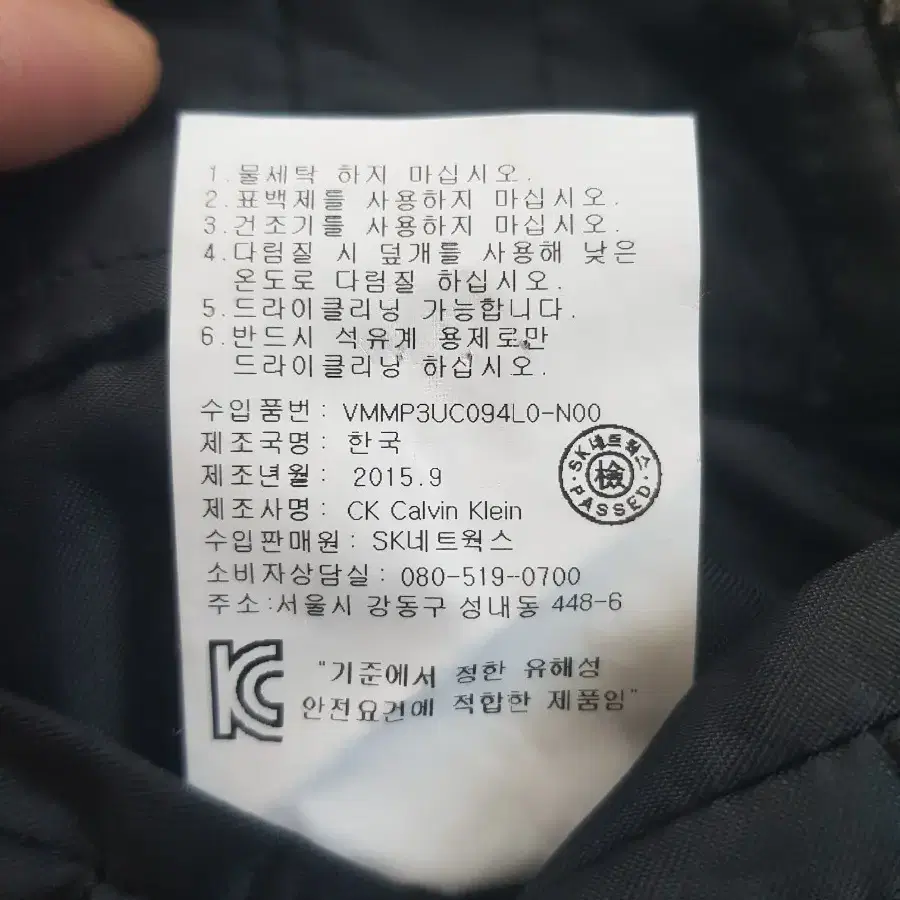 1.물세탁 하지 마십시오.
2.표백제를 사용하지 마십시오.
3.건조기를 사용하지 마십시오.
4.다림질 시 덮개를 사용해 낮은
온도로 다림질 하십시오.
5.드라이클리닝 가능합니다.
6.반드시 석유계 용제로만
드라이클리닝 하십시오.
수입품번: VMMP3UC094L0-N00
제조국명: 한국
제조년월: 2015.9
제조사명: CK Calvin Klein
수입판매원: SK네트웍스
소비자상담실: 080-519-0700
주소:서울시 강동구 성내동 448-6
SK네트웍스
檢
PASSED
KC
"기준에서 정한 유해성
안전요건에 적합한 제품임"